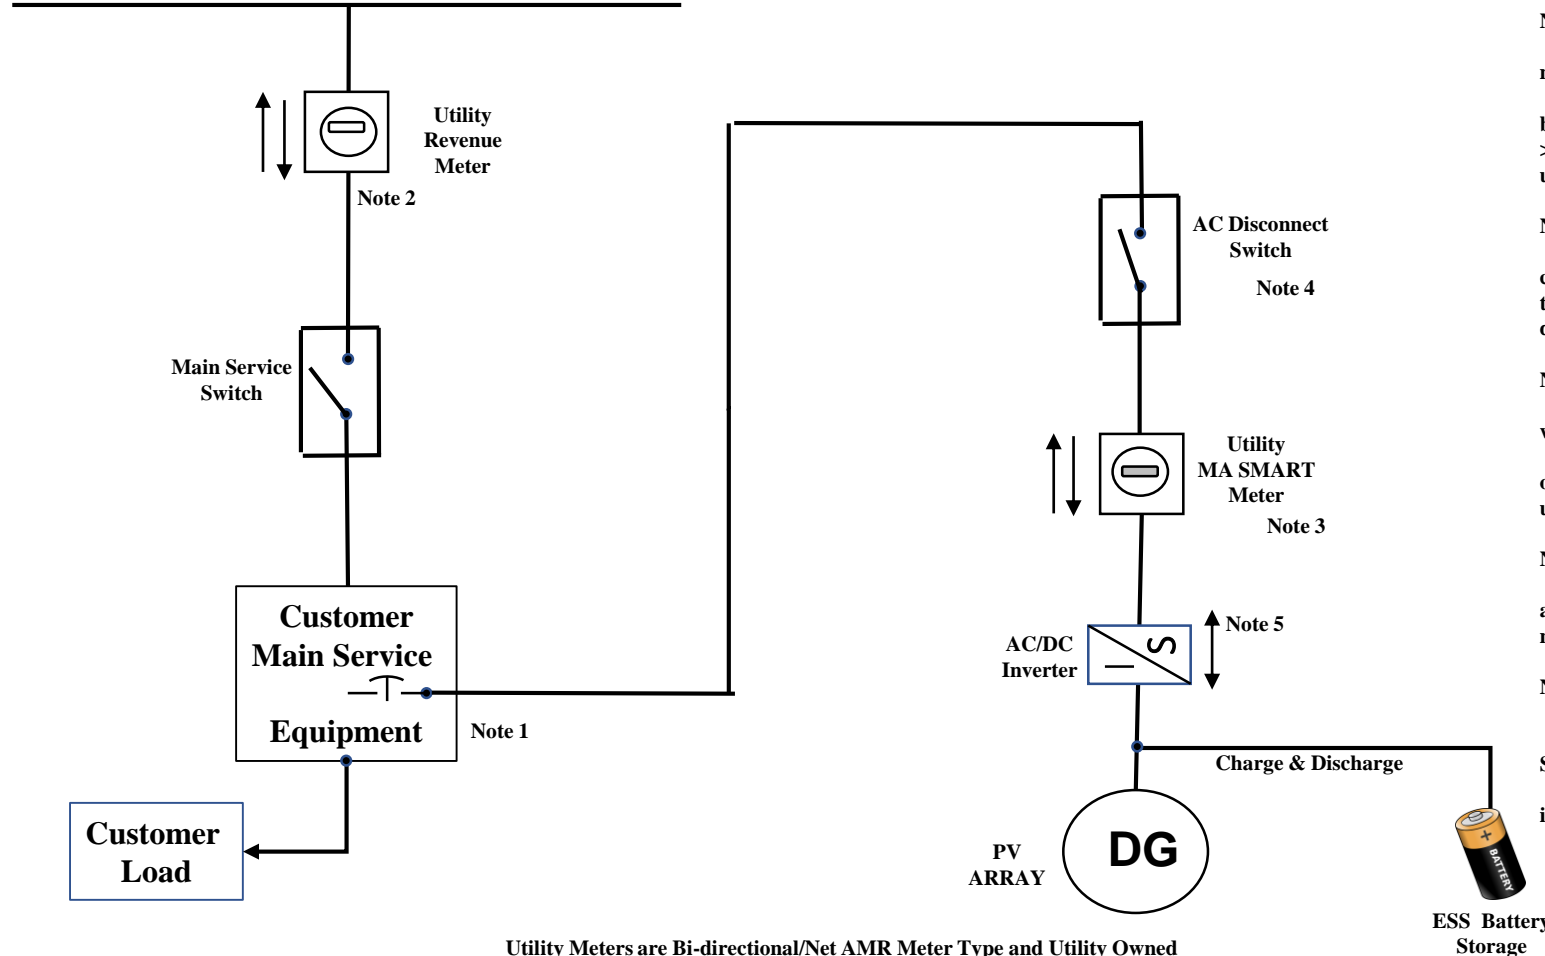 Utility
Revenue
Meter
Note 2
Main Service
Switch
Customer
Main Service
Equipment
Note 1
Customer
Load
AC Disconnect
Switch
Note 4
Utility
MA SMART
Meter
Note 3
AC/DC
Inverter
Note 5
Charge & Discharge
PV
ARRAY
DG
BATTERY
ESS Battery
Storage
Utility Meters are Bi-directional/Net AMR Meter Type and Utility Owned